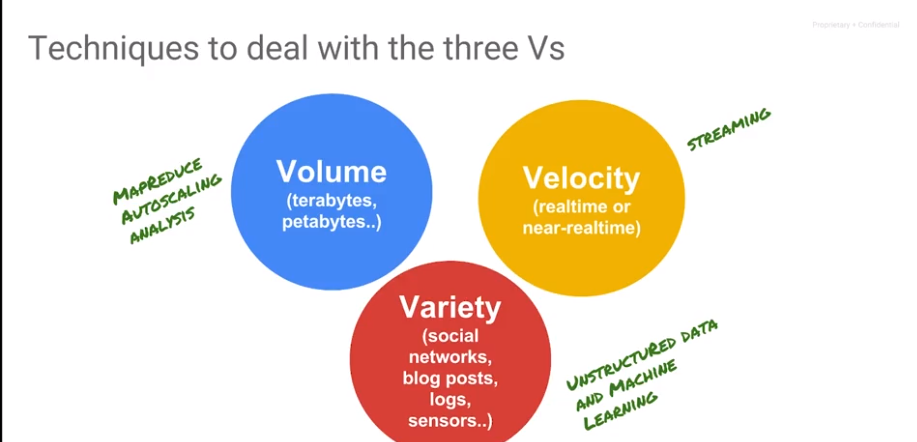 Proprietary + Confidential
Techniques to deal with the three Vs
MapReduce
Autoscaling
analysis
Volume
(terabytes,
petabytes..)
Velocity
(realtime or
near-realtime)
streaming
Variety
(social
networks,
blog posts,
logs,
sensors..)
Unstructured data
and Machine
Learning